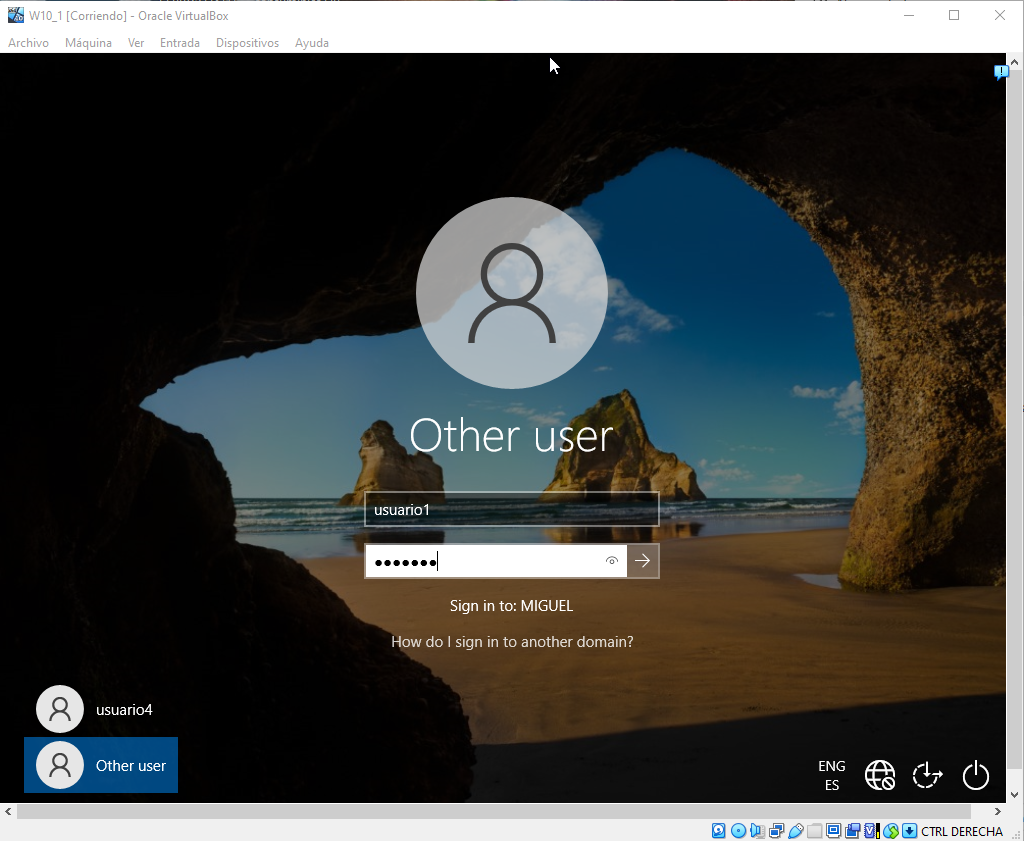 W10_1 [Corriendo] - Oracle VirtualBox
Archivo Máquina Ver Entrada Dispositivos Ayuda
Other user
usuario1
Sign in to: MIGUEL
How do I sign in to another domain?
usuario4
Other user
ENG
ES
CTRL DERECHA